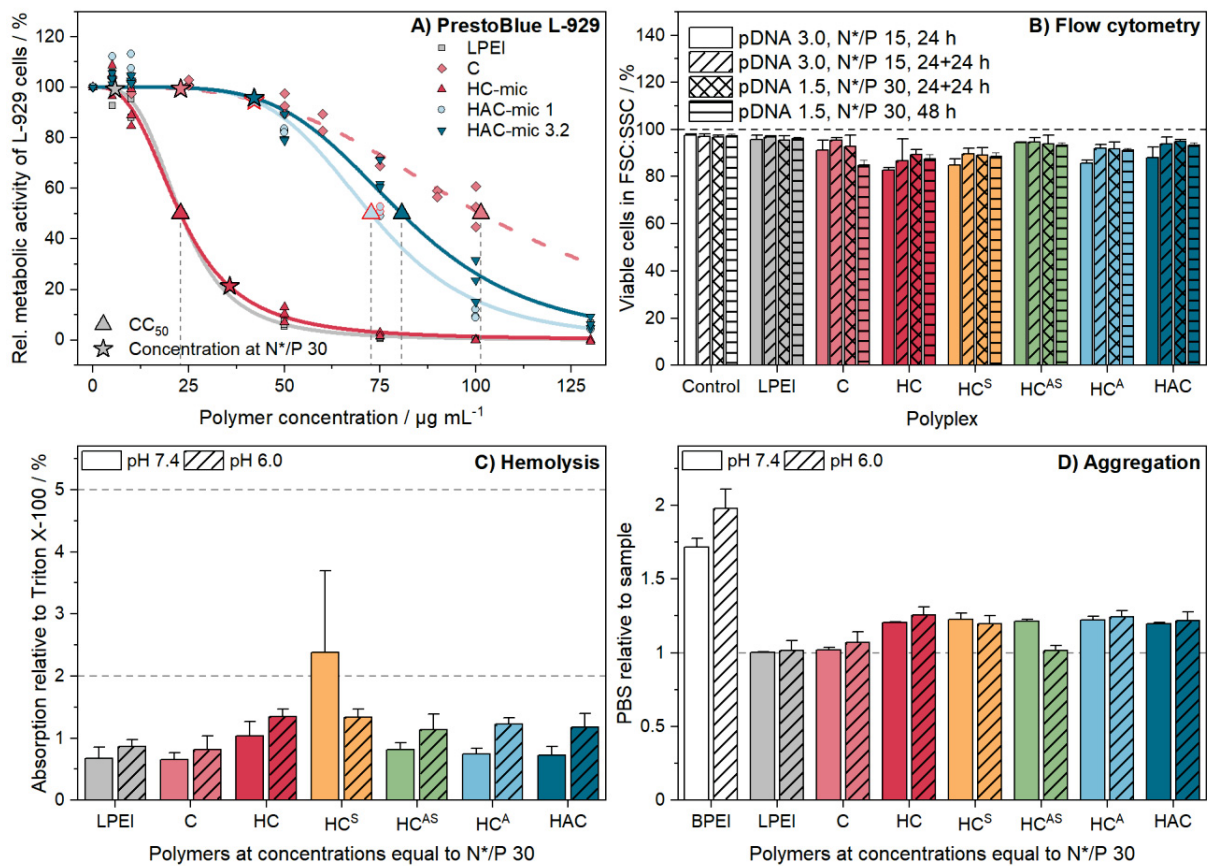 A) PrestoBlue L-929
LPEI
C
HC-mic
HAC-mic 1
HAC-mic 3.2
CC50
Concentration at N*/P 30
Rel. metabolic activity of L-929 cells / %
120
100
80
60
40
20
0
0
25
50
75
100
125
Polymer concentration / µg mL-1
B) Flow cytometry
pDNA 3.0, N*/P 15, 24 h
pDNA 3.0, N*/P 15, 24+24 h
pDNA 1.5, N*/P 30, 24+24 h
pDNA 1.5, N*/P 30, 48 h
Viable cells in FSC:SSC / %
140
120
100
80
60
40
20
0
Control
LPEI
C
HC
HCS
HCAS
HCA
HAC
Polyplex
pH 7.4
pH 6.0
C) Hemolysis
Absorption relative to Triton X-100 / %
5
4
3
2
1
0
LPEI
C
HC
HCS
HCAS
HCA
HAC
Polymers at concentrations equal to N*/P 30
pH 7.4
pH 6.0
D) Aggregation
PBS relative to sample
2
1.5
1
0.5
0
BPEI
LPEI
C
HC
HCS
HCAS
HCA
HAC
Polymers at concentrations equal to N*/P 30